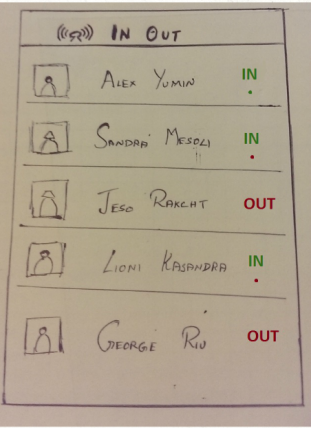 IN OUT
ALEX YUMIN IN
SANDRA MESOLI IN
JESO RAKCHT OUT
LIONI KASANDRA IN
GEORGE RIU OUT